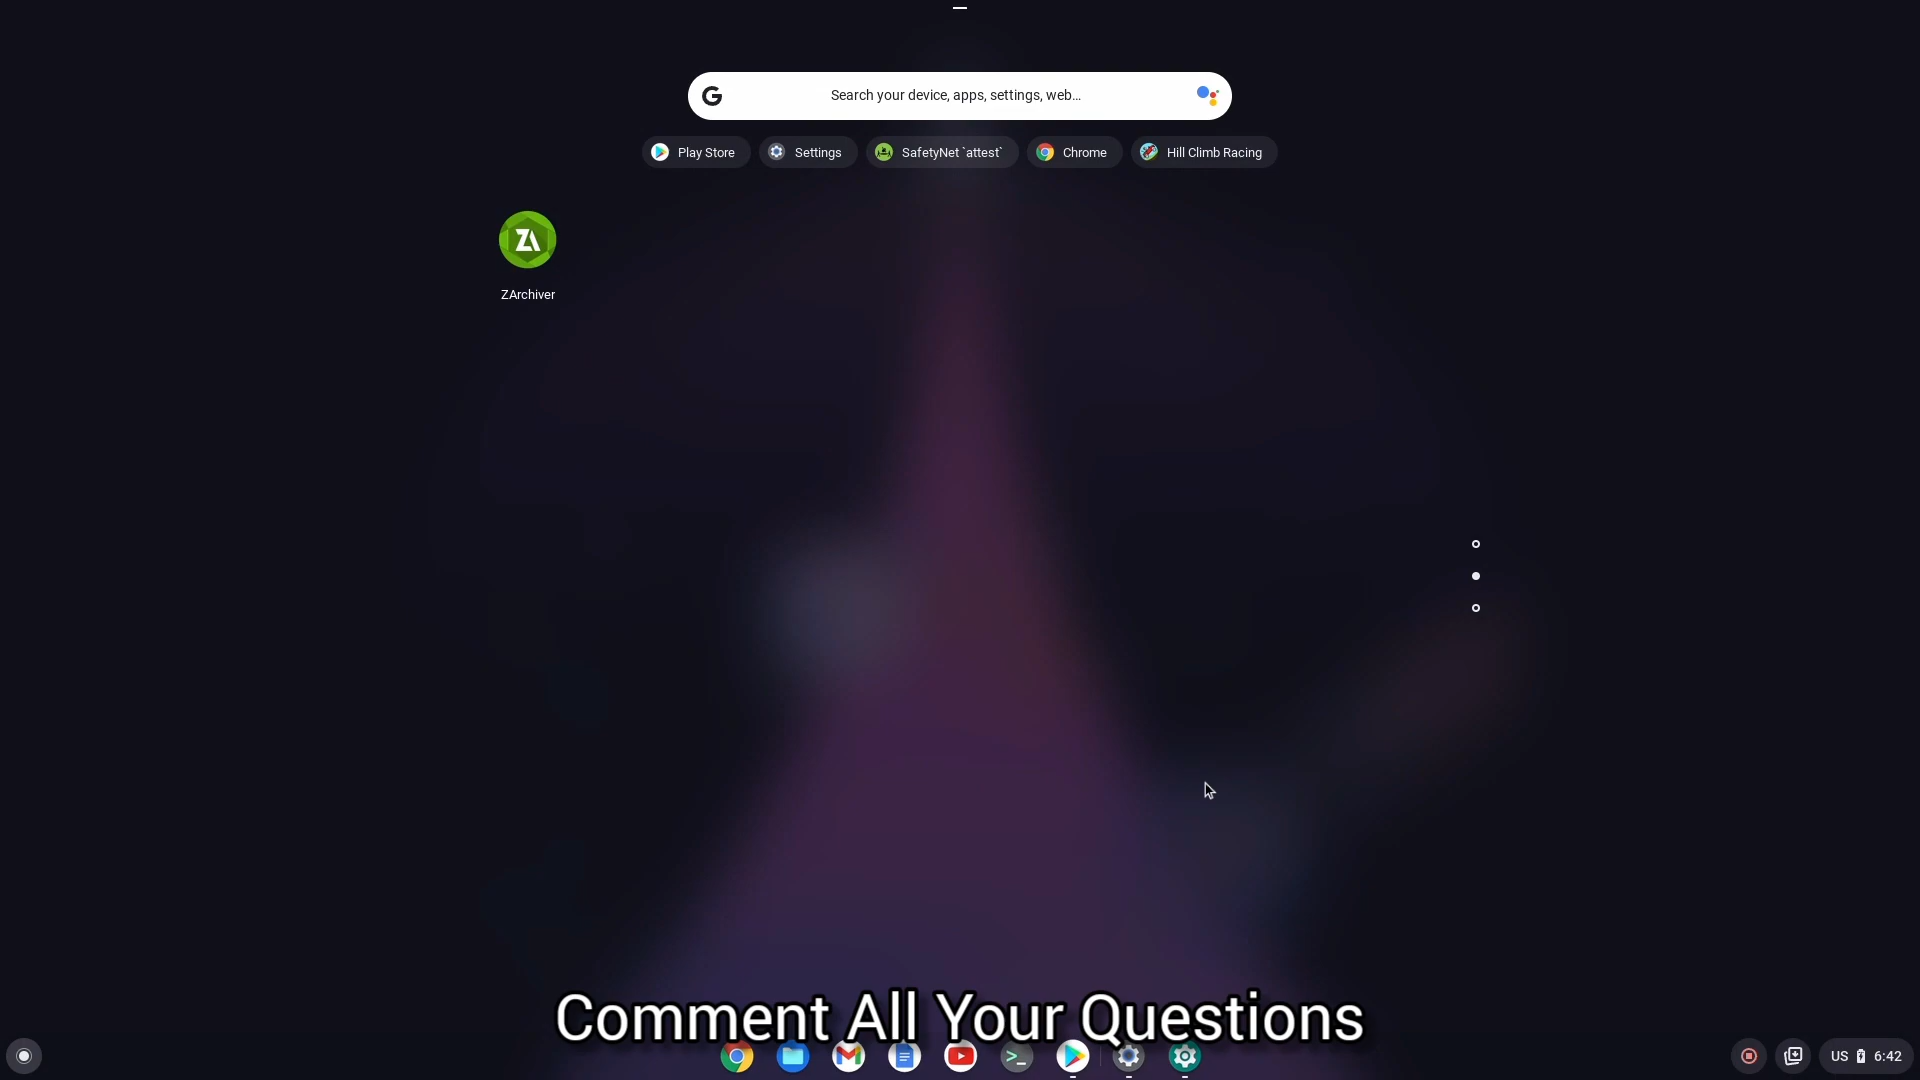 Search your device, apps, settings, web...
Play Store Settings SafetyNet `attest` Chrome Hill Climb Racing
ZA
ZArchiver
Comment All Your Questions
US 6:42